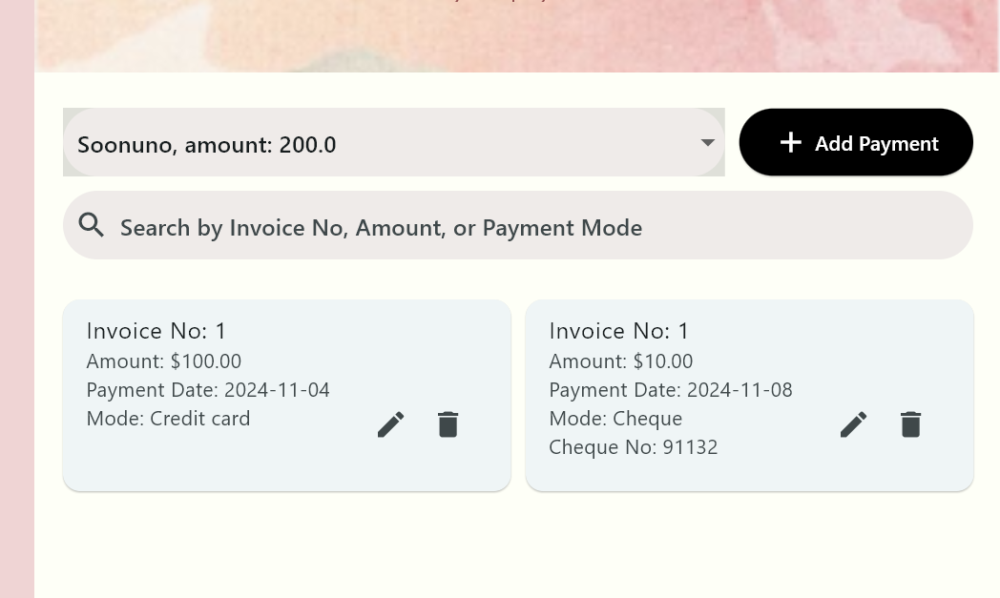 Soonuno, amount: 200.0
Add Payment
Search by Invoice No, Amount, or Payment Mode
Invoice No: 1
Amount: $100.00
Payment Date: 2024-11-04
Mode: Credit card
Invoice No: 1
Amount: $10.00
Payment Date: 2024-11-08
Mode: Cheque
Cheque No: 91132